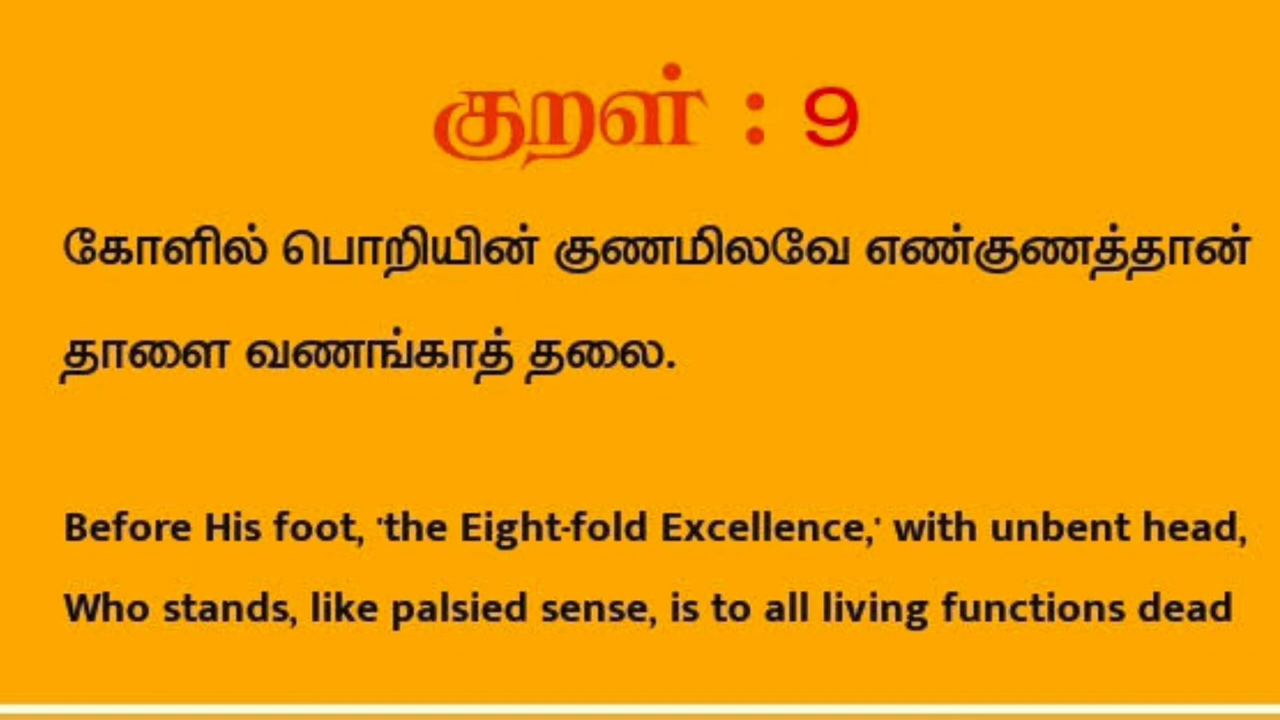 குறள் : 9
கோளில் பொறியின் குணமிலவே எண்குணத்தான்
தாளை வணங்காத் தலை.
Before His foot, 'the Eight-fold Excellence,' with unbent head,
Who stands, like palsied sense, is to all living functions dead